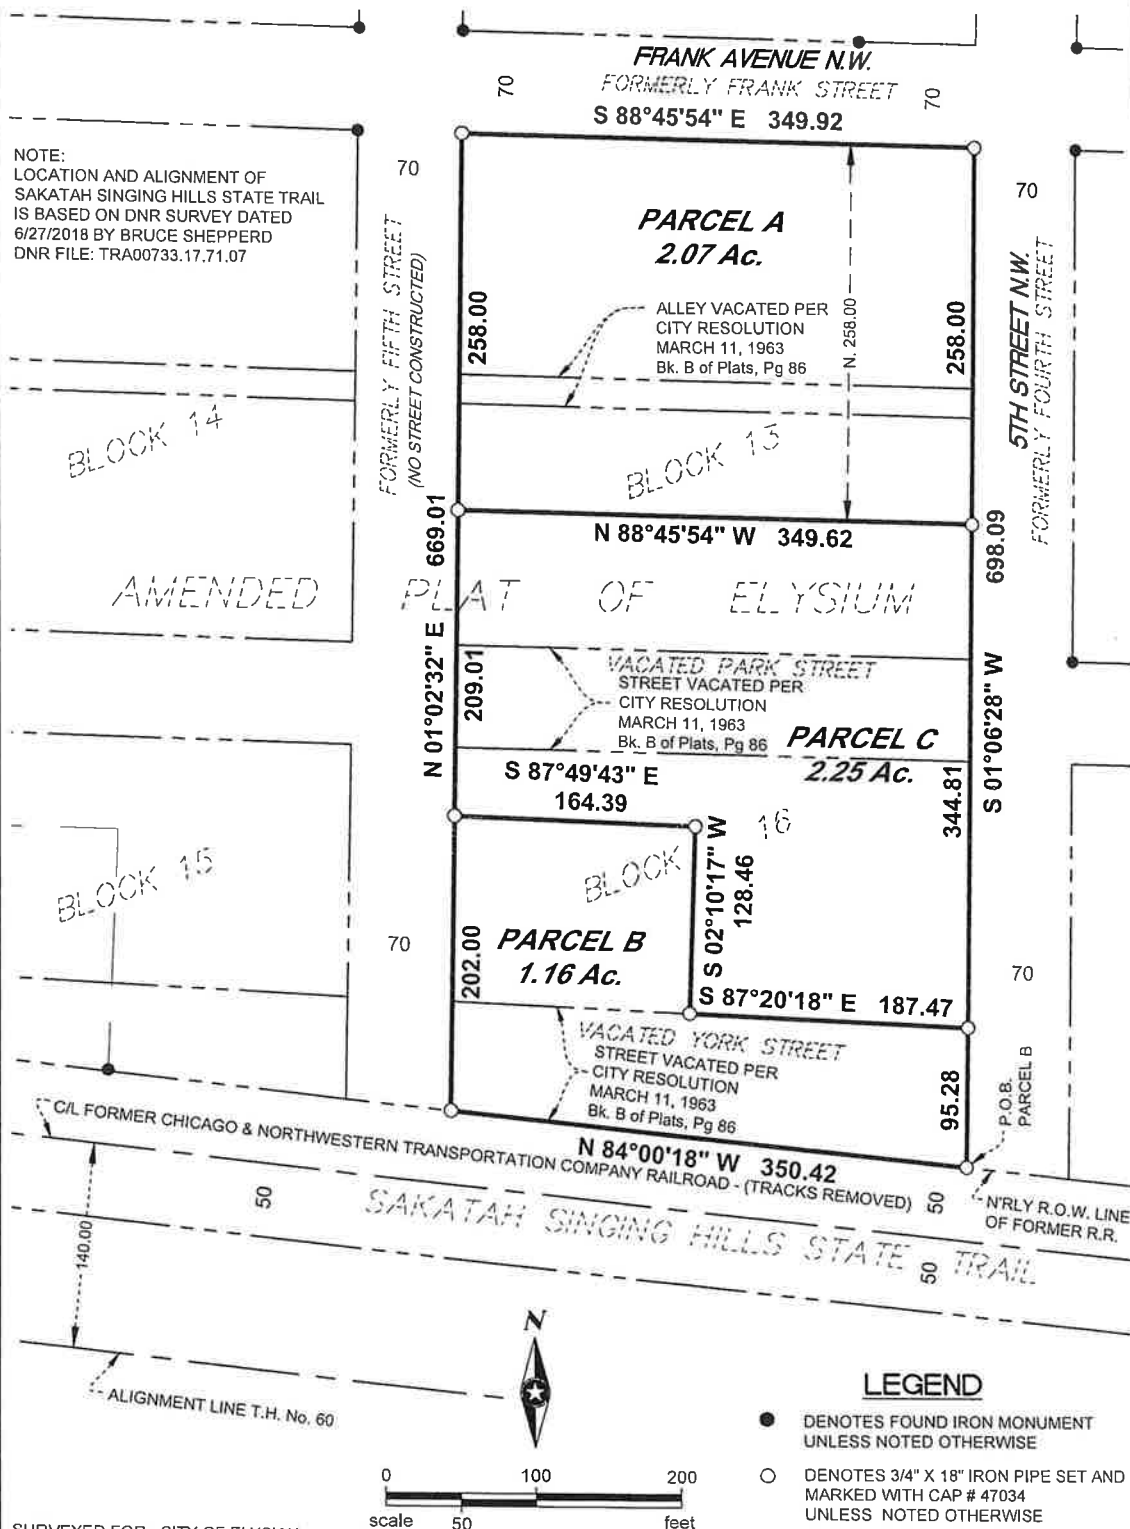 FRANK AVENUE N.W.
FORMERLY FRANK STREET
70
70
S 88°45'54" E 349.92
NOTE:
LOCATION AND ALIGNMENT OF
SAKATAH SINGING HILLS STATE TRAIL
IS BASED ON DNR SURVEY DATED
6/27/2018 BY BRUCE SHEPPERD
DNR FILE: TRA00733.17.71.07
70
70
PARCEL A
2.07 Ac.
FORMERLY FIFTH STREET
(NO STREET CONSTRUCTED)
258.00
ALLEY VACATED PER
CITY RESOLUTION
MARCH 11, 1963
Bk. B of Plats, Pg 86
N. 258.00
258.00
5TH STREET N.W.
FORMERLY FOURTH STREET
BLOCK 14
BLOCK 13
N 88°45'54" W 349.62
N 01°02'32" E 669.01
S 01°06'28" W 698.09
AMENDED PLAT OF ELYSIUM
209.01
VACATED PARK STREET
STREET VACATED PER
CITY RESOLUTION
MARCH 11, 1963
Bk. B of Plats, Pg 86
PARCEL C
2.25 Ac.
S 87°49'43" E
164.39
344.81
BLOCK 15
BLOCK 16
S 02°10'17" W
128.46
70
202.00
PARCEL B
1.16 Ac.
70
S 87°20'18" E 187.47
VACATED YORK STREET
STREET VACATED PER
CITY RESOLUTION
MARCH 11, 1963
Bk. B of Plats, Pg 86
95.28
P.O.B.
PARCEL B
C/L FORMER CHICAGO & NORTHWESTERN TRANSPORTATION COMPANY RAILROAD - (TRACKS REMOVED)
N 84°00'18" W 350.42
50
50
N'RLY R.O.W. LINE
OF FORMER R.R.
SAKATAH SINGING HILLS STATE TRAIL
50
140.00
ALIGNMENT LINE T.H. No. 60
N
LEGEND
DENOTES FOUND IRON MONUMENT
UNLESS NOTED OTHERWISE
DENOTES 3/4" X 18" IRON PIPE SET AND
MARKED WITH CAP # 47034
UNLESS NOTED OTHERWISE
0 100 200
scale 50 feet